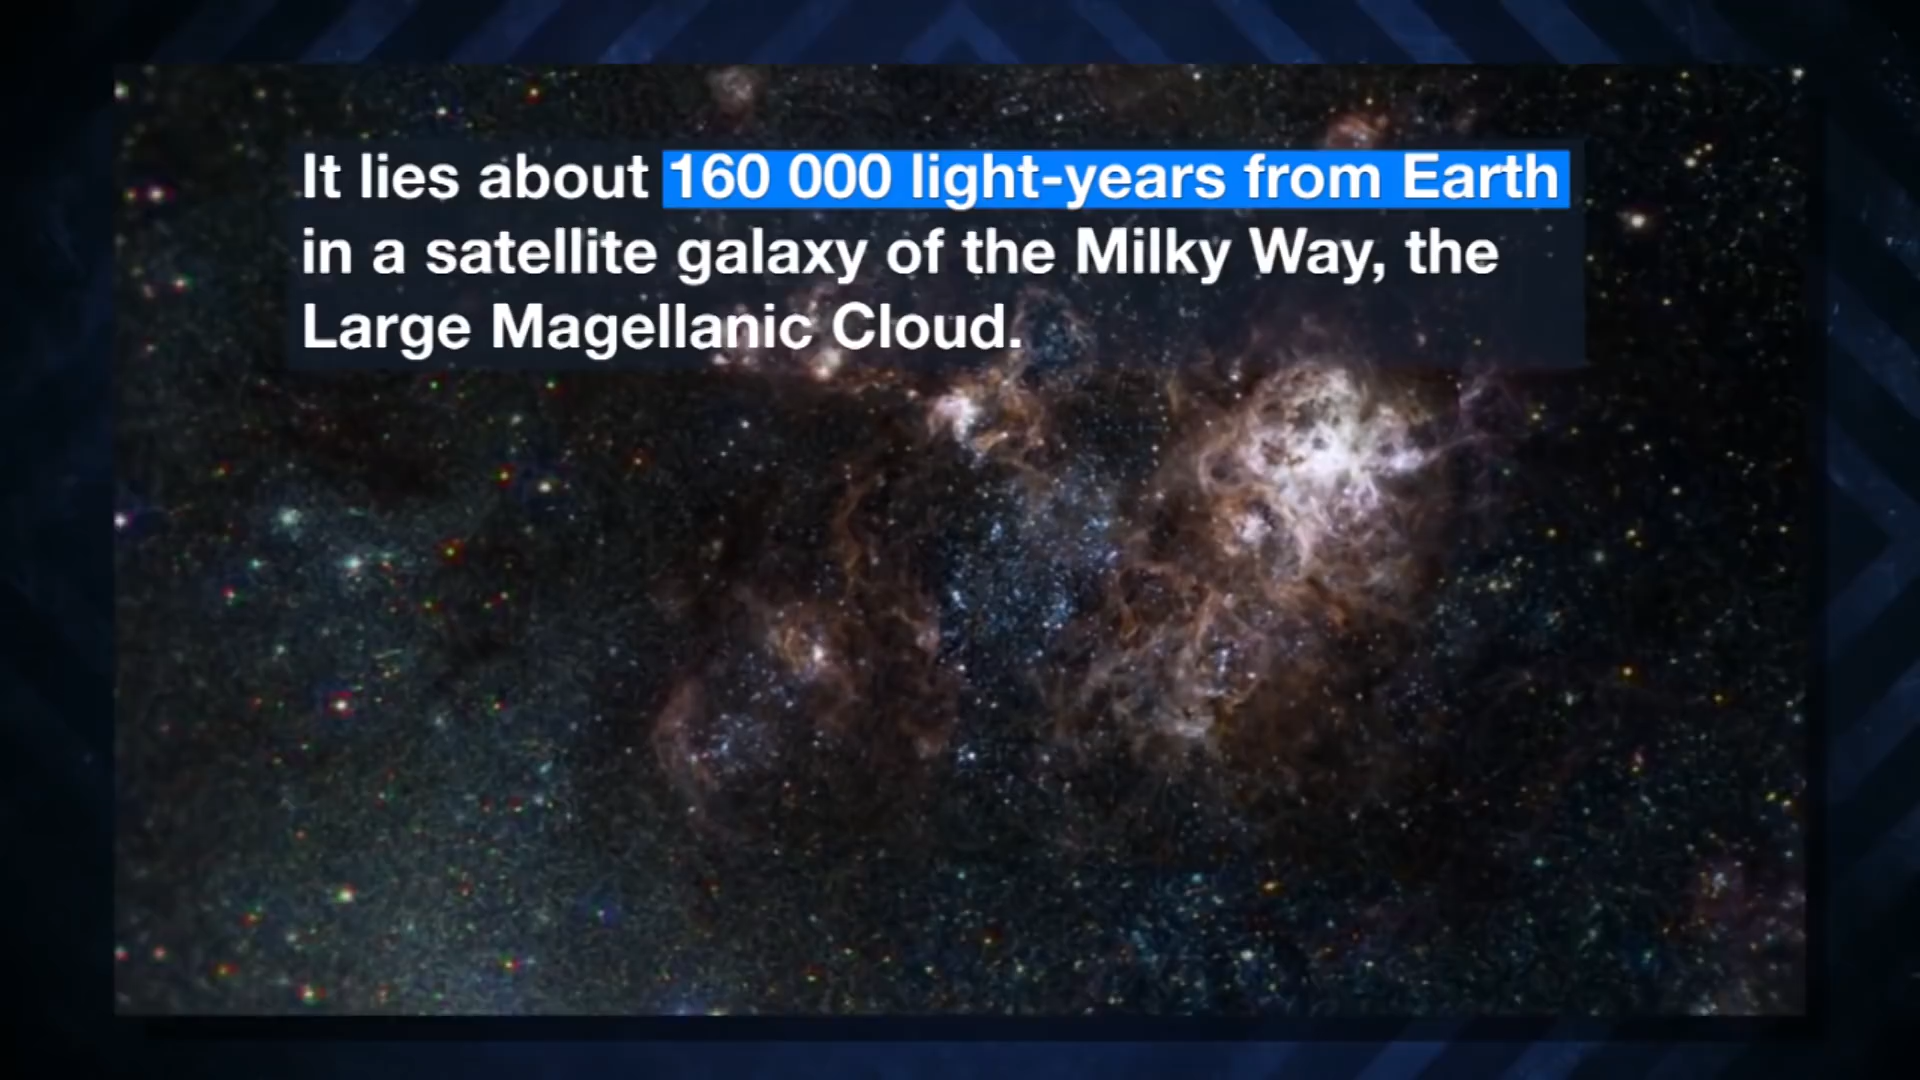 It lies about 160 000 light-years from Earth
in a satellite galaxy of the Milky Way, the
Large Magellanic Cloud.